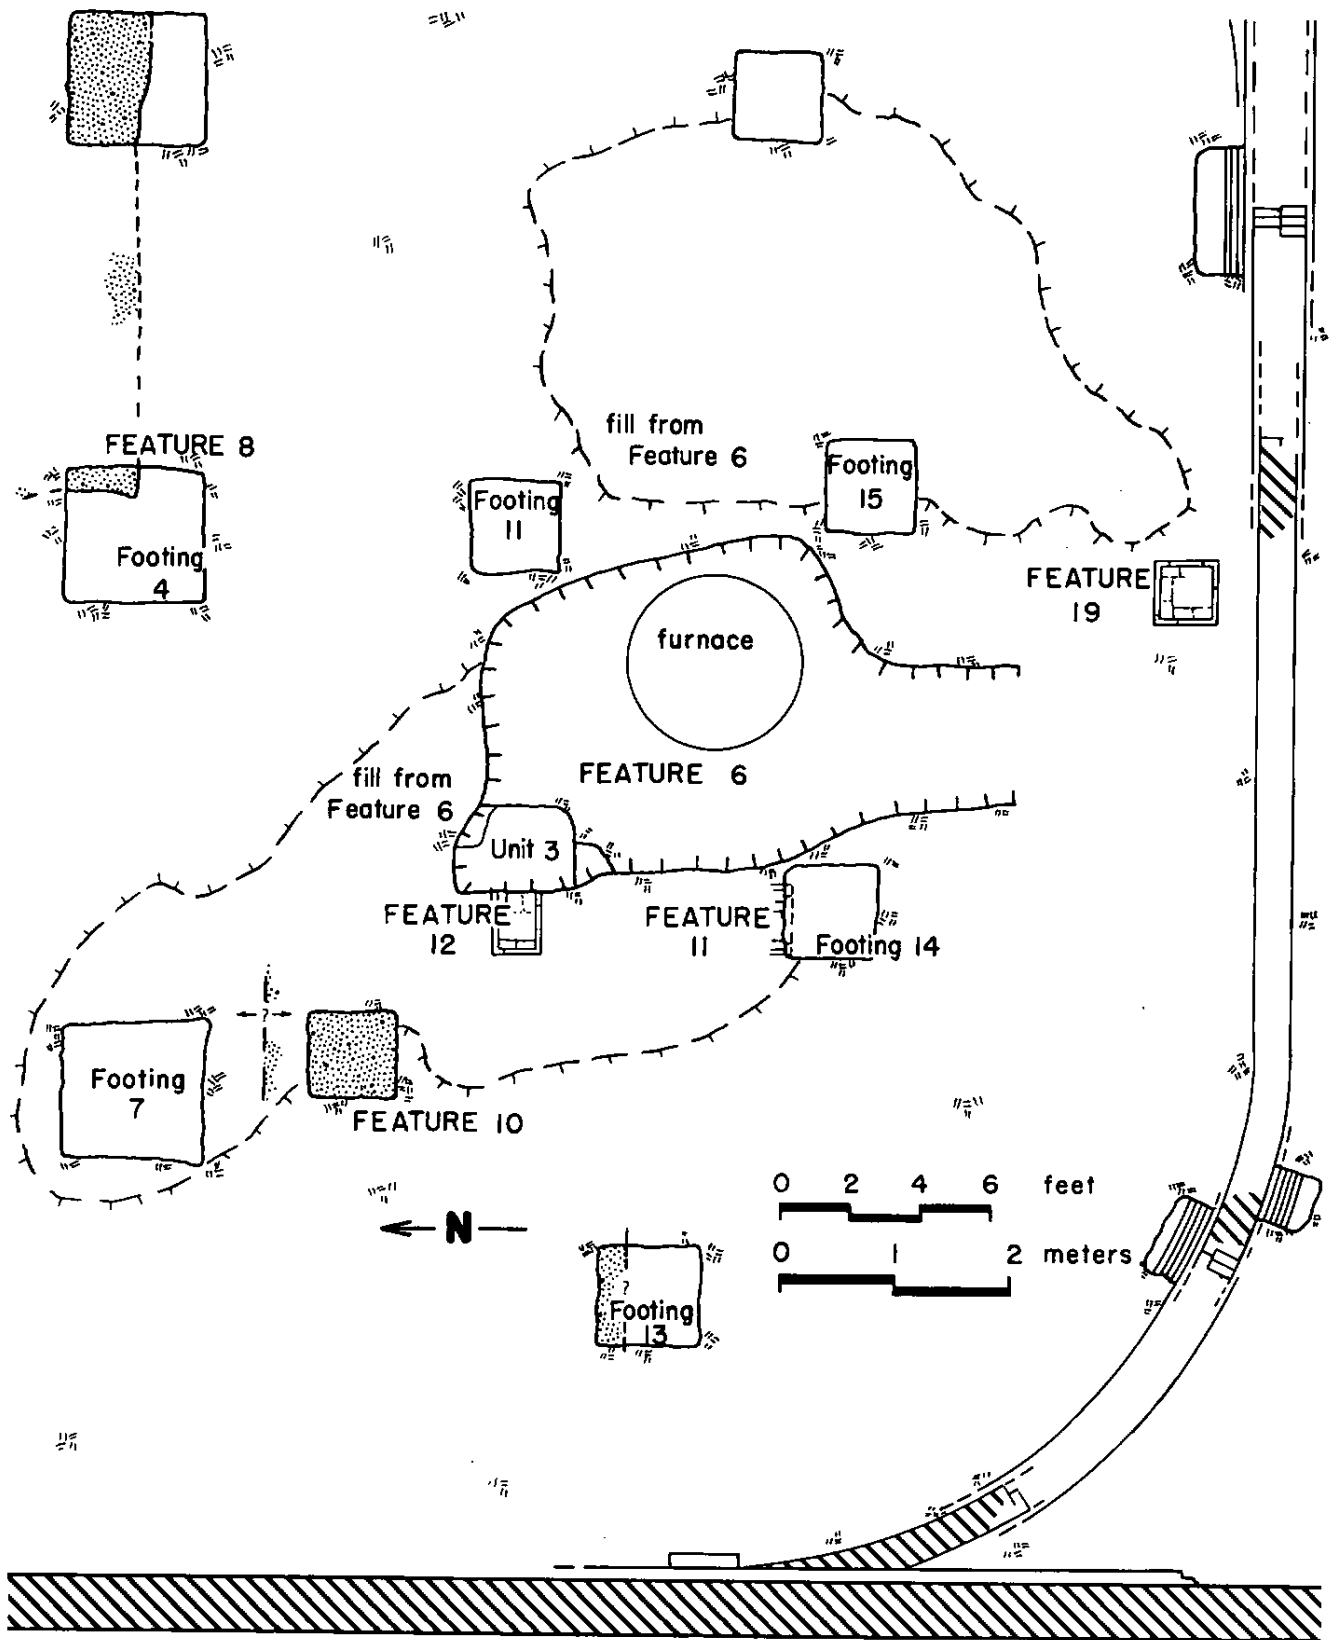 FEATURE 8
Footing
4
fill from
Feature 6
Footing
11
Footing
15
FEATURE
19
furnace
FEATURE 6
fill from
Feature 6
Unit 3
FEATURE
12
FEATURE
11
Footing 14
?
Footing
7
FEATURE 10
N
0 2 4 6 feet
0 1 2 meters
?
Footing
13